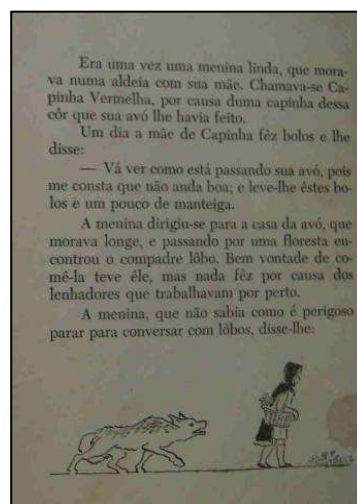 Era uma vez uma menina linda, que mora-
va numa aldeia com sua mãe. Chamava-se Ca-
pinha Vermelha, por causa duma capinha dessa
côr que sua avó lhe havia feito.
Um dia a mãe de Capinha fêz bolos e lhe
disse:
— Vá ver como está passando sua avó, pois
me consta que não anda boa; e leve-lhe êstes bo-
los e um pouco de manteiga.
A menina dirigiu-se para a casa da avó, que
morava longe, e passando por uma floresta en-
controu o compadre lôbo. Bem vontade de co-
mê-la teve êle, mas nada fêz por causa dos
lenhadores que trabalhavam por perto.
A menina, que não sabia como é perigoso
parar para conversar com lôbos, disse-lhe: